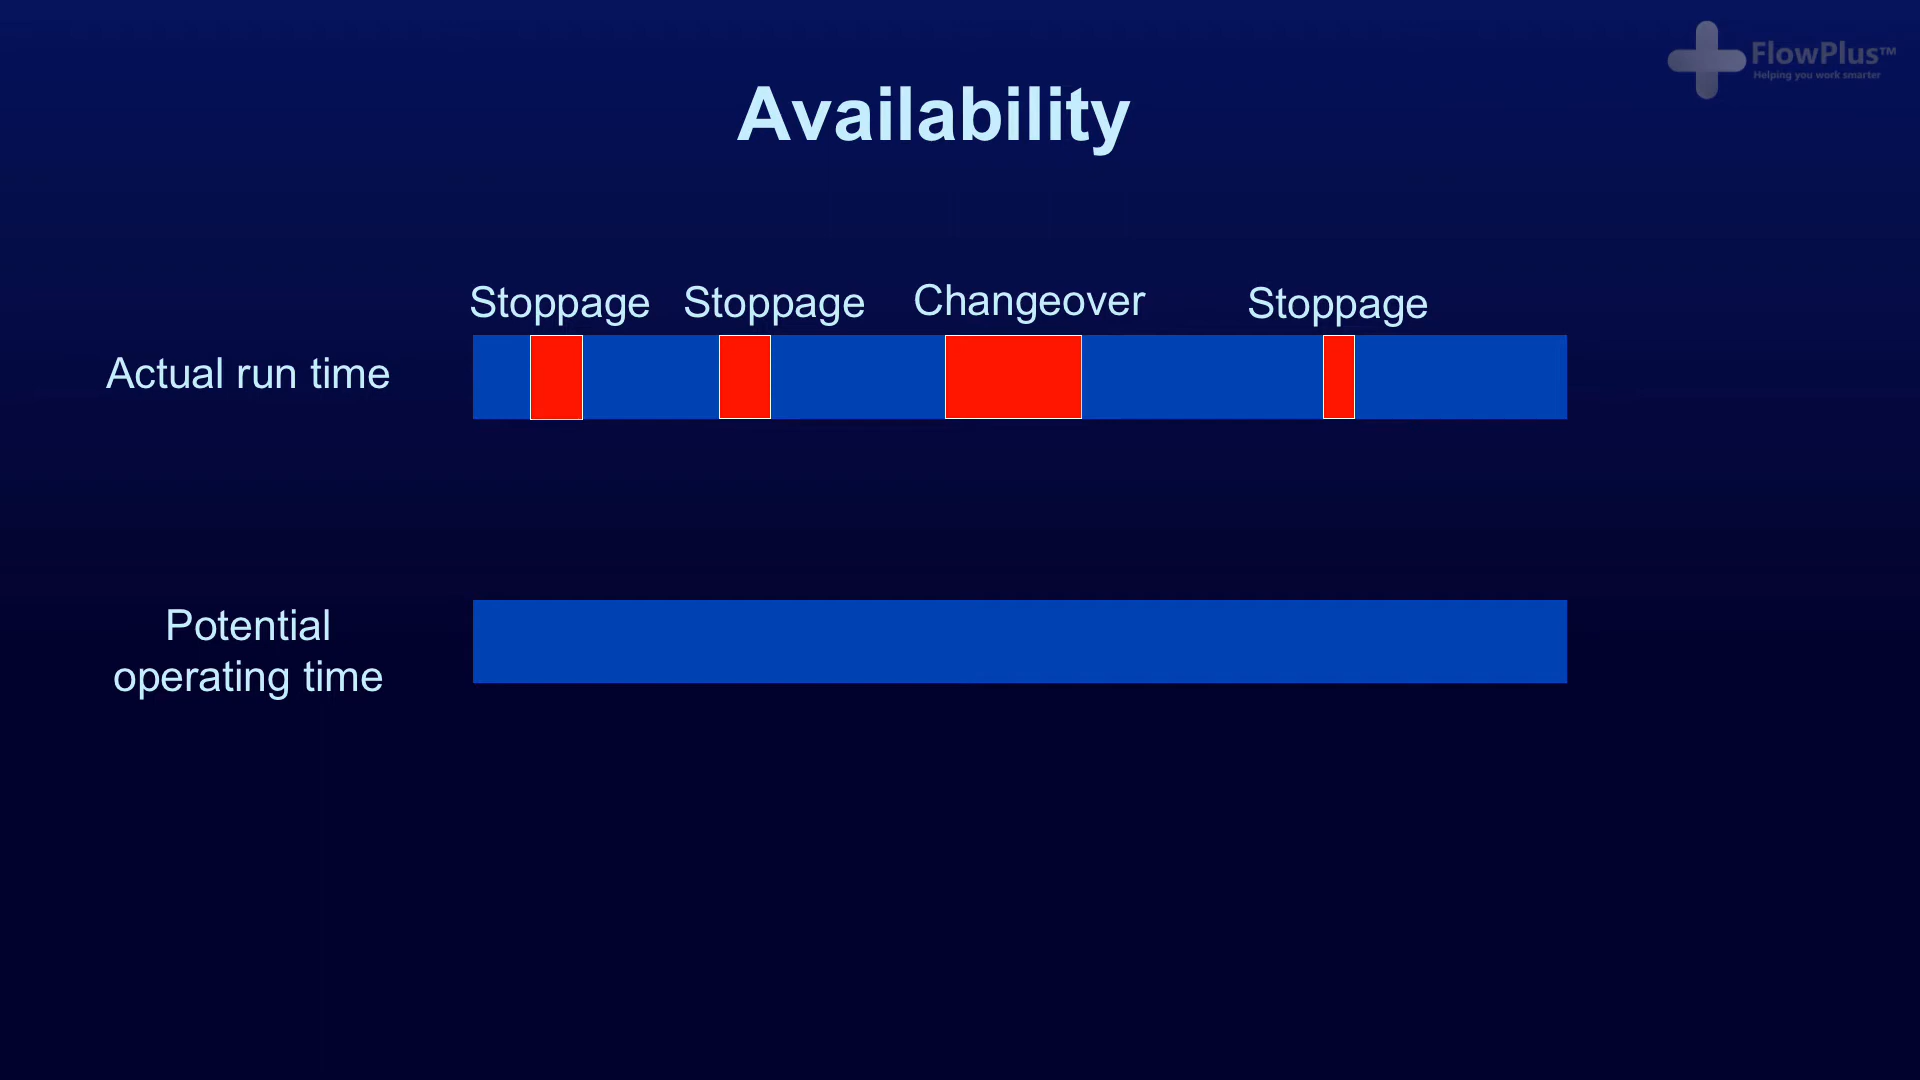 FlowPlus™
Helping you work smarter
Availability
Stoppage Stoppage Changeover Stoppage
Actual run time
Potential
operating time